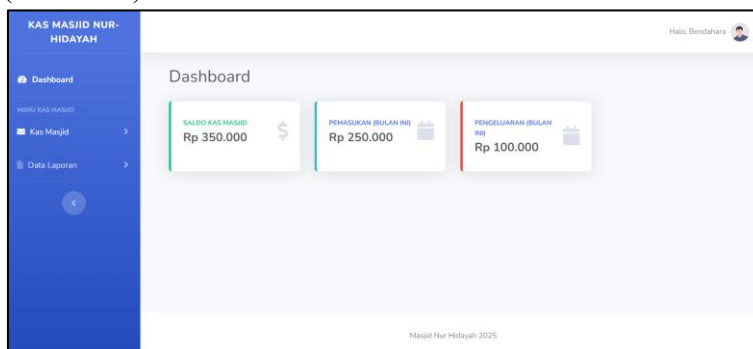 KAS MASJID NUR-
HIDAYAH
Halo, Bendahara
Dashboard
Dashboard
MENU KAS MASJID
Kas Masjid
Data Laporan
SALDO KAS MASJID
Rp 350.000
PEMASUKAN (BULAN INI)
Rp 250.000
PENGELUARAN (BULAN
INI)
Rp 100.000
Masjid Nur Hidayah 2025